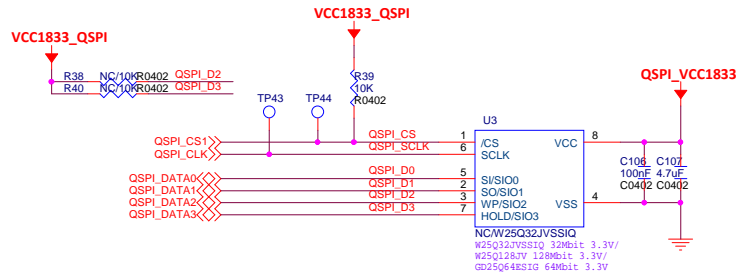 VCC1833_QSPI
VCC1833_QSPI
R38 NC/10K R0402 QSPI_D2
R40 NC/10K R0402 QSPI_D3
R39
10K
R0402
QSPI_VCC1833
TP43 TP44
U3
QSPI_CS1 QSPI_CS 1 /CS VCC 8
QSPI_CLK QSPI_SCLK 6 SCLK
C106 C107
100nF 4.7uF
C0402 C0402
QSPI_DATA0 QSPI_D0 5 SI/SIO0
QSPI_DATA1 QSPI_D1 2 SO/SIO1
QSPI_DATA2 QSPI_D2 3 WP/SIO2 VSS 4
QSPI_DATA3 QSPI_D3 7 HOLD/SIO3
NC/W25Q32JVSSIQ
W25Q32JVSSIQ 32Mbit 3.3V/
W25Q128JV 128Mbit 3.3V/
GD25Q64ESIG 64Mbit 3.3V